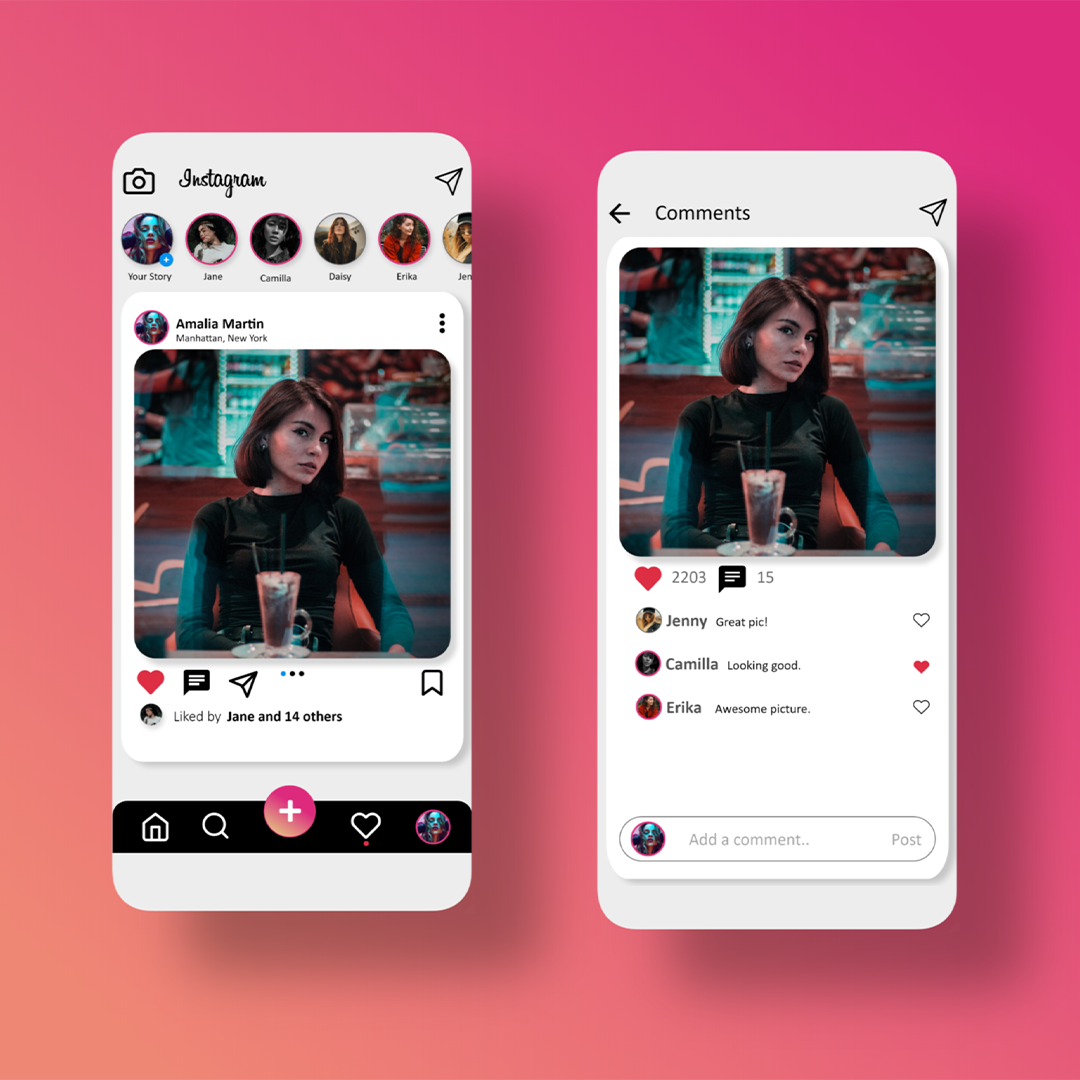 Instagram
Your Story
Jane
Camilla
Daisy
Erika
Jen
Amalia Martin
Manhattan, New York
Liked by Jane and 14 others
Comments
2203 15
Jenny Great pic!
Camilla Looking good.
Erika Awesome picture.
Add a comment.. Post